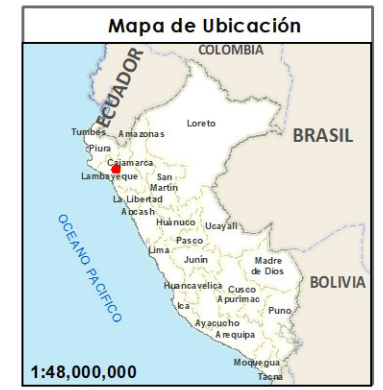 Mapa de Ubicación
COLOMBIA
ECUADOR
Loreto
Tumbes
Amazonas
BRASIL
Piura
Cajamarca
Lambayeque
San
Martín
La Libertad
Ancash
Huánuco
Ucayali
OCEANO PACIFICO
Pasco
Lima
Junín
Madre
de Dios
BOLIVIA
Huancavelica
Cusco
Apurímac
Ica
Puno
Ayacucho
Arequipa
Moquegua
Tacna
1:48,000,000